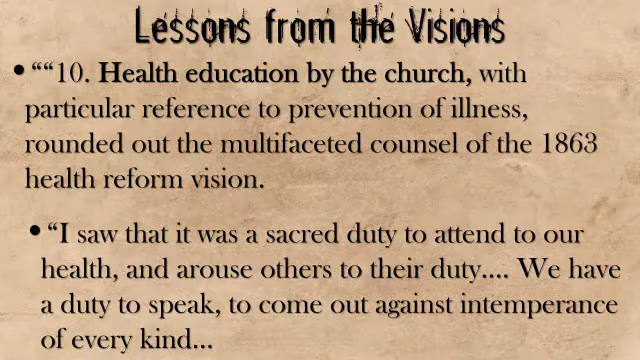 Lessons from the Visions
•““10. Health education by the church, with
particular reference to prevention of illness,
rounded out the multifaceted counsel of the 1863
health reform vision.
•“I saw that it was a sacred duty to attend to our
health, and arouse others to their duty.... We have
a duty to speak, to come out against intemperance
of every kind...